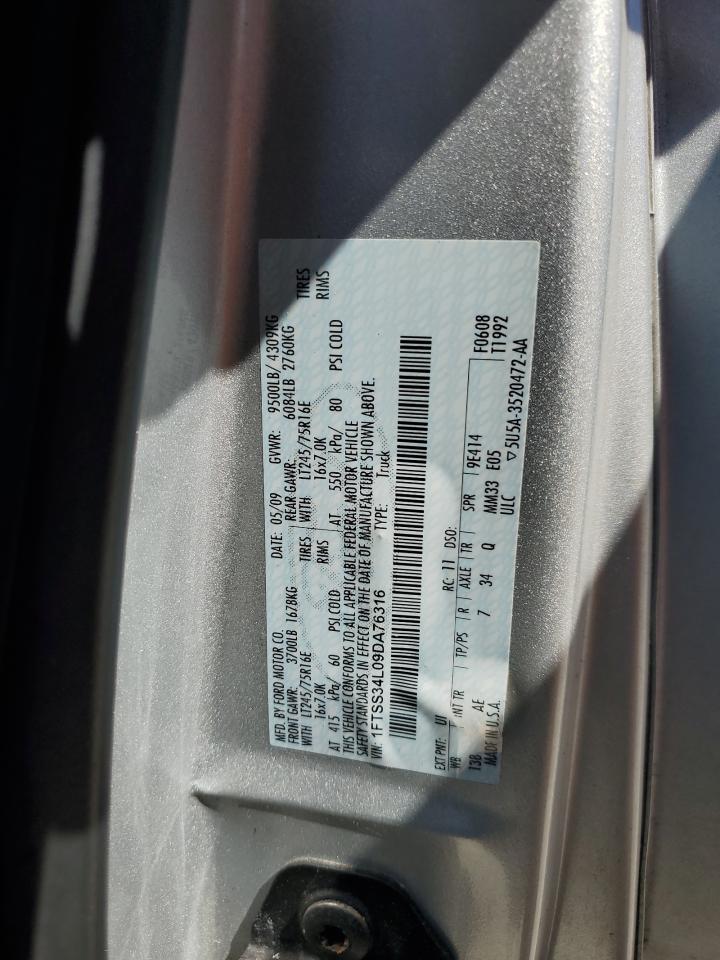 MFD. BY FORD MOTOR CO. DATE: 05/09 GVWR: 9500LB/ 4309KG
FRONT GAWR: 3700LB 1678KG REAR GAWR: 6084LB 2760KG
WITH LT245/75R16E TIRES WITH LT245/75R16E TIRES
16x7.0K RIMS 16x7.0K RIMS
AT 415 kPa/ 60 PSI COLD AT 550 kPa/ 80 PSI COLD
THIS VEHICLE CONFORMS TO ALL APPLICABLE FEDERAL MOTOR VEHICLE
SAFETY STANDARDS IN EFFECT ON THE DATE OF MANUFACTURE SHOWN ABOVE.
VIN: 1FTSS34L09DA76316 TYPE: Truck
EXT PNT: UI RC: 11 DSO: F0608
WB INT TR TP/PS R AXLE TR SPR 9E414 TT1992
138 AE 7 34 Q MM33 E05
MADE IN U.S.A. ULC ▽5U5A-3520472-AA